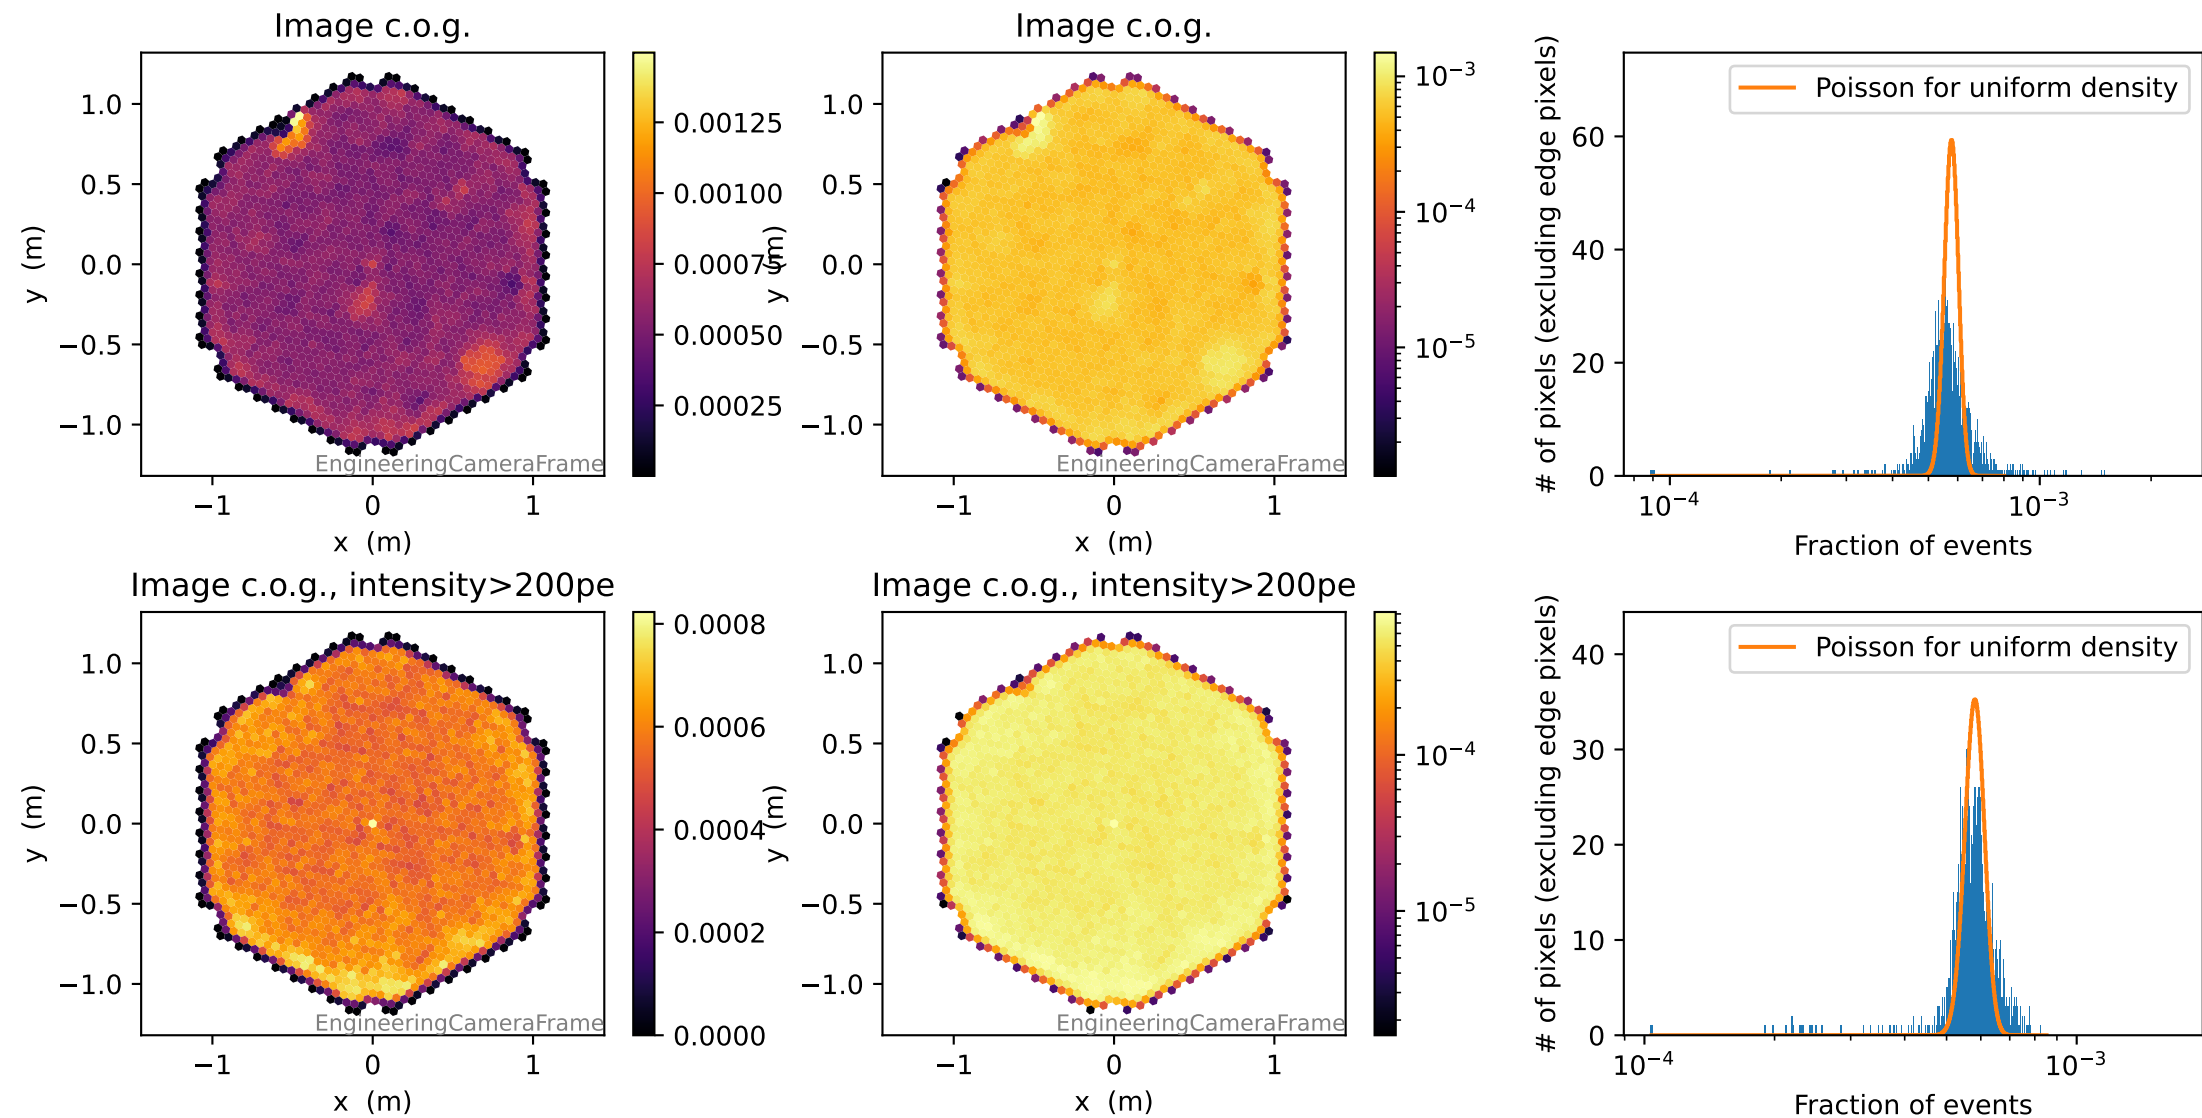 Image c.o.g.
1.0
0.5
0.0
−0.5
−1.0
y (m)
−1
0
1
x (m)
EngineeringCameraFrame
0.00125
0.00100
0.00075
0.00050
0.00025
Image c.o.g.
1.0
0.5
0.0
−0.5
−1.0
y (m)
−1
0
1
x (m)
EngineeringCameraFrame
10−3
10−4
10−5
Poisson for uniform density
# of pixels (excluding edge pixels)
60
40
20
0
10−4
10−3
Fraction of events
Image c.o.g., intensity>200pe
1.0
0.5
0.0
−0.5
−1.0
y (m)
−1
0
1
x (m)
EngineeringCameraFrame
0.0008
0.0006
0.0004
0.0002
0.0000
Image c.o.g., intensity>200pe
1.0
0.5
0.0
−0.5
−1.0
y (m)
−1
0
1
x (m)
EngineeringCameraFrame
10−4
10−5
Poisson for uniform density
# of pixels (excluding edge pixels)
40
30
20
10
0
10−4
10−3
Fraction of events